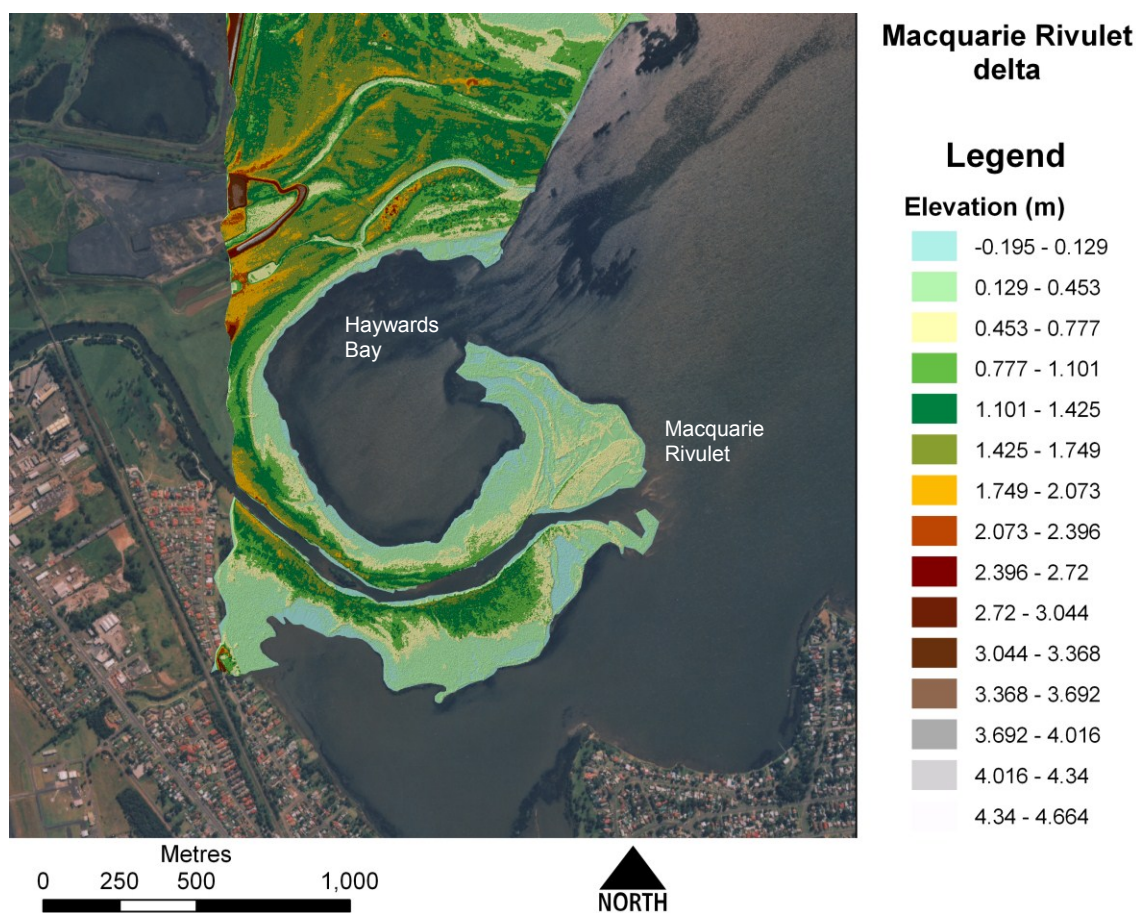 Macquarie Rivulet
delta
Legend
Elevation (m)
-0.195 - 0.129
0.129 - 0.453
0.453 - 0.777
0.777 - 1.101
1.101 - 1.425
1.425 - 1.749
1.749 - 2.073
2.073 - 2.396
2.396 - 2.72
2.72 - 3.044
3.044 - 3.368
3.368 - 3.692
3.692 - 4.016
4.016 - 4.34
4.34 - 4.664
Haywards
Bay
Macquarie
Rivulet
Metres
0 250 500 1,000
NORTH